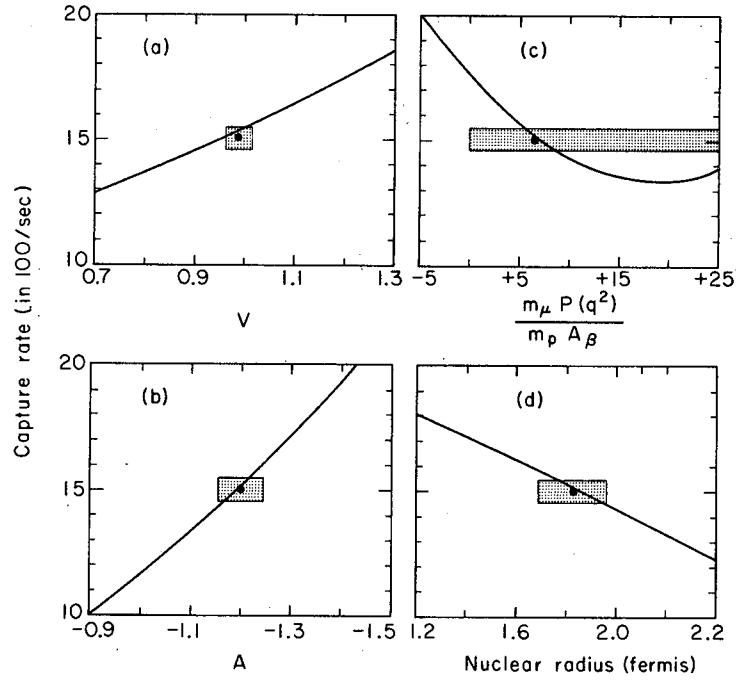 20
(a)
(c)
15
10
0.7 0.9 1.1 1.3
-5 +5 +15 +25
V
m_μ P (q²)
m_p A_β
Capture rate (in 100/sec)
20
(b)
(d)
15
10
-0.9 -1.1 -1.3 -1.5
1.2 1.6 2.0 2.2
A
Nuclear radius (fermis)